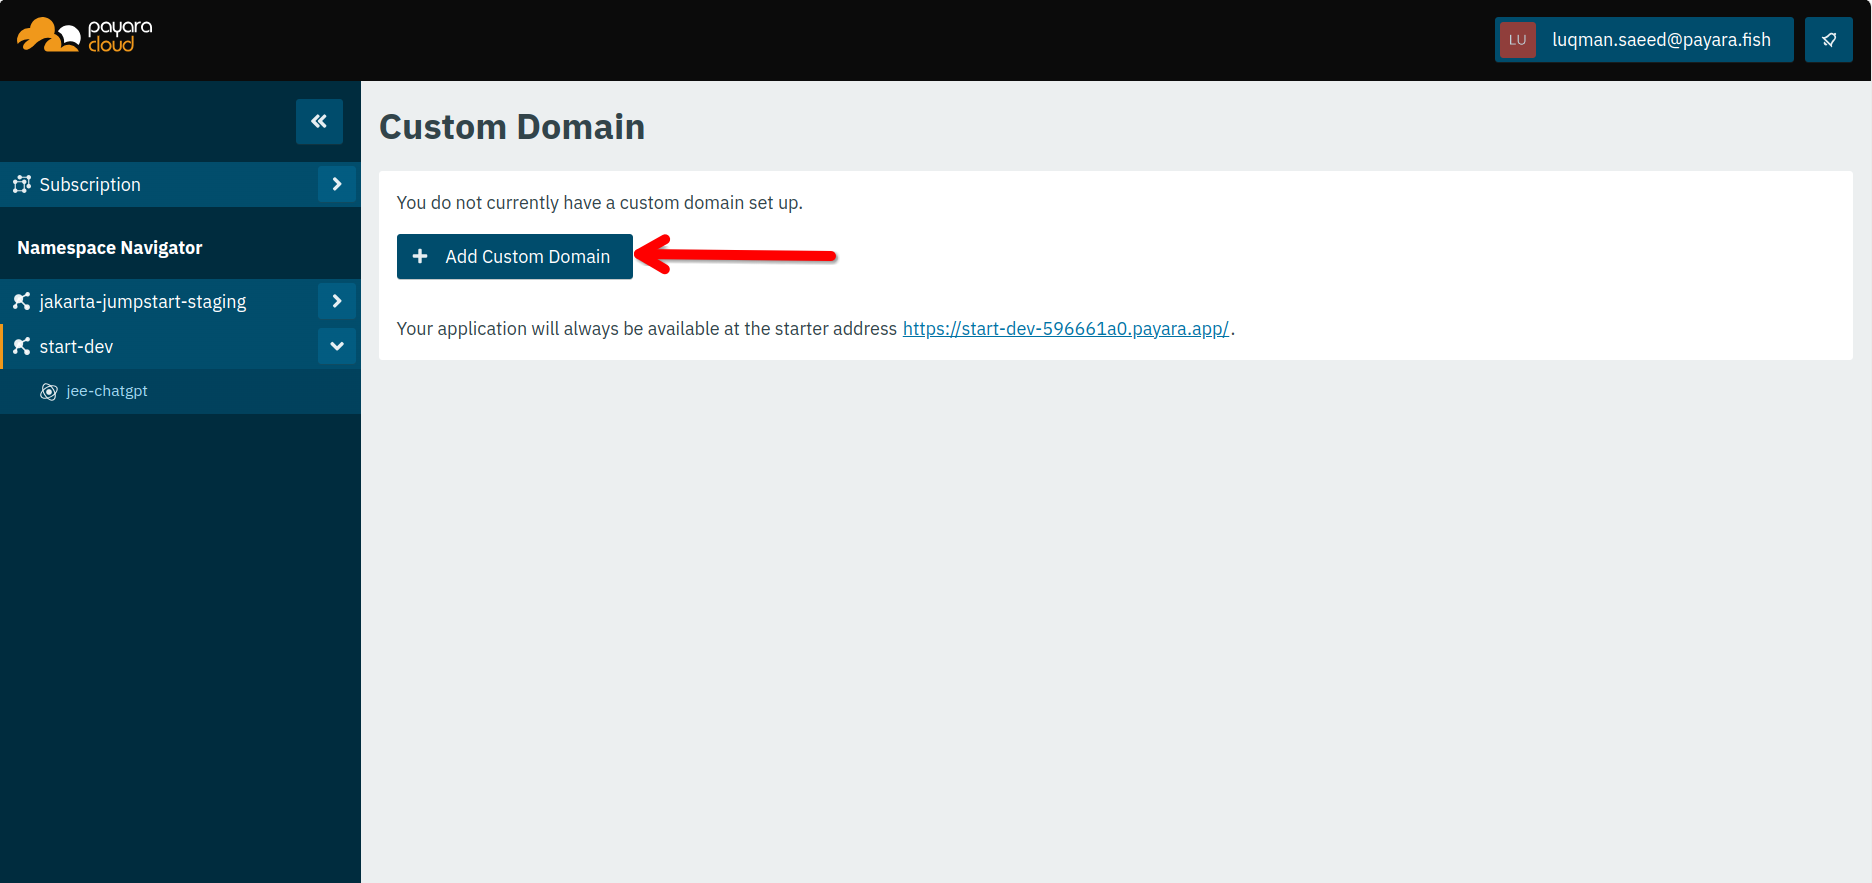 payara
cloud
LU
luqman.saeed@payara.fish
Subscription
Namespace Navigator
jakarta-jumpstart-staging
start-dev
jee-chatgpt
Custom Domain
You do not currently have a custom domain set up.
Add Custom Domain
Your application will always be available at the starter address https://start-dev-596661a0.payara.app/.